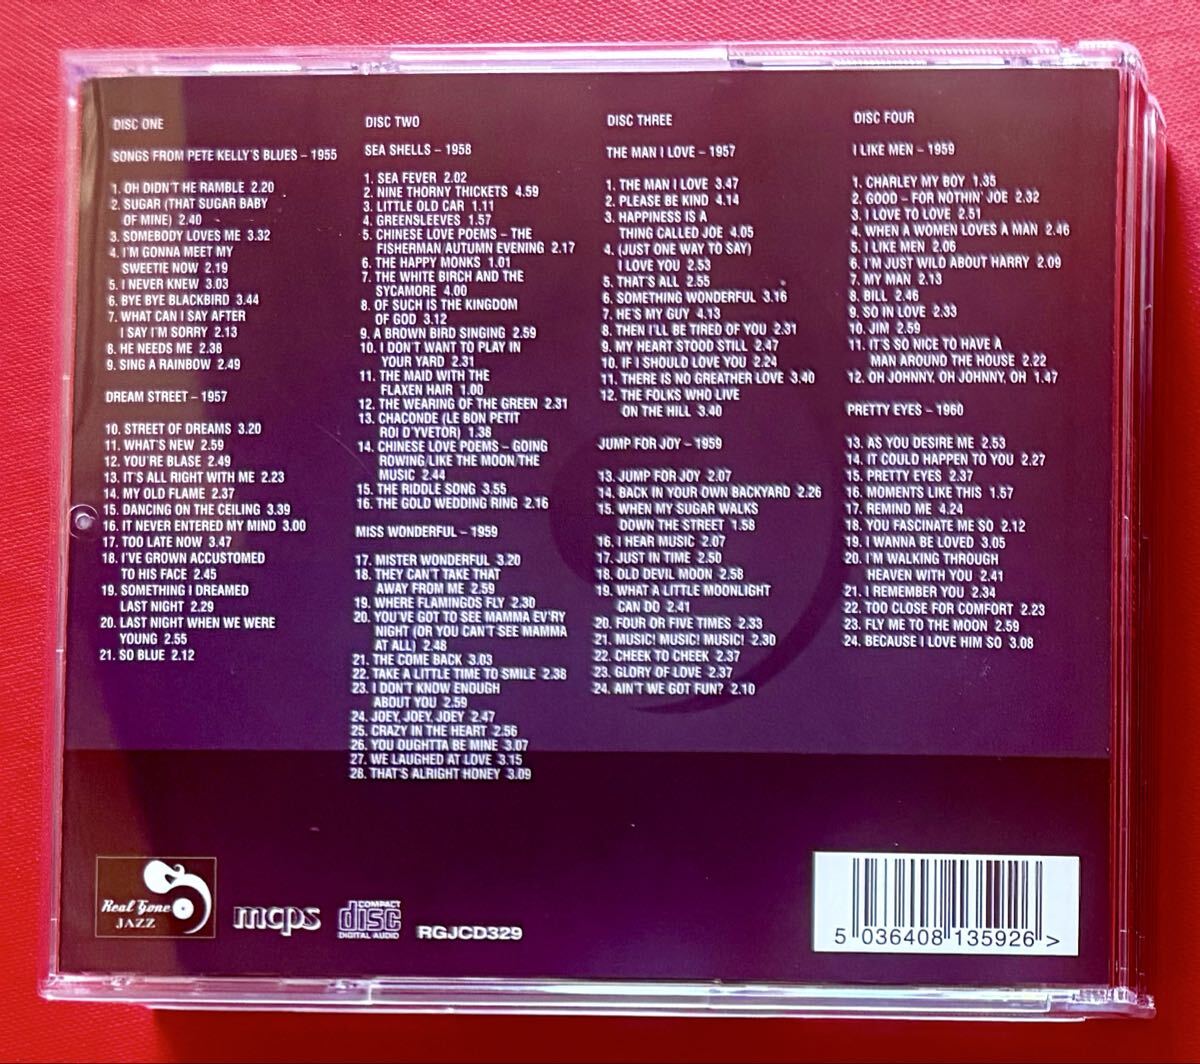 DISC ONE
SONGS FROM PETE KELLY'S BLUES – 1955
1. OH DIDN'T HE RAMBLE 2.20
2. SUGAR (THAT SUGAR BABY
OF MINE) 2.40
3. SOMEBODY LOVES ME 3.32
4. I'M GONNA MEET MY
SWEETIE NOW 2.19
5. I NEVER KNEW 3.03
6. BYE BYE BLACKBIRD 3.44
7. WHAT CAN I SAY AFTER
I SAY I'M SORRY 2.13
8. HE NEEDS ME 2.38
9. SING A RAINBOW 2.49
DREAM STREET – 1957
10. STREET OF DREAMS 3.20
11. WHAT'S NEW 2.59
12. YOU'RE BLASE 2.49
13. IT'S ALL RIGHT WITH ME 2.23
14. MY OLD FLAME 2.37
15. DANCING ON THE CEILING 3.39
16. IT NEVER ENTERED MY MIND 3.00
17. TOO LATE NOW 3.47
18. I'VE GROWN ACCUSTOMED
TO HIS FACE 2.45
19. SOMETHING I DREAMED
LAST NIGHT 2.29
20. LAST NIGHT WHEN WE WERE
YOUNG 2.55
21. SO BLUE 2.12
DISC TWO
SEA SHELLS – 1958
1. SEA FEVER 2.02
2. NINE THORNY THICKETS 4.59
3. LITTLE OLD CAR 1.11
4. GREENSLEEVES 1.57
5. CHINESE LOVE POEMS – THE
FISHERMAN/AUTUMN EVENING 2.17
6. THE HAPPY MONKS 1.01
7. THE WHITE BIRCH AND THE
SYCAMORE 4.00
8. OF SUCH IS THE KINGDOM
OF GOD 3.12
9. A BROWN BIRD SINGING 2.59
10. I DON'T WANT TO PLAY IN
YOUR YARD 2.31
11. THE MAID WITH THE
FLAXEN HAIR 1.00
12. THE WEARING OF THE GREEN 2.31
13. CHACONDE (LE BON PETIT
ROI D'YVETOR) 1.38
14. CHINESE LOVE POEMS – GOING
ROWING/LIKE THE MOON/THE
MUSIC 2.44
15. THE RIDDLE SONG 3.55
16. THE GOLD WEDDING RING 2.16
MISS WONDERFUL – 1959
17. MISTER WONDERFUL 3.20
18. THEY CAN'T TAKE THAT
AWAY FROM ME 2.59
19. WHERE FLAMINGOS FLY 2.30
20. YOU'VE GOT TO SEE MAMMA EV'RY
NIGHT (OR YOU CAN'T SEE MAMMA
AT ALL) 2.48
21. THE COME BACK 3.03
22. TAKE A LITTLE TIME TO SMILE 2.38
23. I DON'T KNOW ENOUGH
ABOUT YOU 2.59
24. JOEY, JOEY, JOEY 2.47
25. CRAZY IN THE HEART 2.56
26. YOU OUGHTTA BE MINE 3.07
27. WE LAUGHED AT LOVE 3.15
28. THAT'S ALRIGHT HONEY 3.09
DISC THREE
THE MAN I LOVE – 1957
1. THE MAN I LOVE 3.47
2. PLEASE BE KIND 4.14
3. HAPPINESS IS A
THING CALLED JOE 4.05
4. (JUST ONE WAY TO SAY)
I LOVE YOU 2.53
5. THAT'S ALL 2.55
6. SOMETHING WONDERFUL 3.16
7. HE'S MY GUY 4.13
8. THEN I'LL BE TIRED OF YOU 2.31
9. MY HEART STOOD STILL 2.47
10. IF I SHOULD LOVE YOU 2.24
11. THERE IS NO GREATHER LOVE 3.40
12. THE FOLKS WHO LIVE
ON THE HILL 3.40
JUMP FOR JOY – 1959
13. JUMP FOR JOY 2.07
14. BACK IN YOUR OWN BACKYARD 2.26
15. WHEN MY SUGAR WALKS
DOWN THE STREET 1.58
16. I HEAR MUSIC 2.07
17. JUST IN TIME 2.50
18. OLD DEVIL MOON 2.58
19. WHAT A LITTLE MOONLIGHT
CAN DO 2.41
20. FOUR OR FIVE TIMES 2.33
21. MUSIC! MUSIC! MUSIC! 2.30
22. CHEEK TO CHEEK 2.37
23. GLORY OF LOVE 2.37
24. AIN'T WE GOT FUN? 2.10
DISC FOUR
I LIKE MEN – 1959
1. CHARLEY MY BOY 1.35
2. GOOD – FOR NOTHIN' JOE 2.32
3. I LOVE TO LOVE 2.51
4. WHEN A WOMEN LOVES A MAN 2.46
5. I LIKE MEN 2.06
6. I'M JUST WILD ABOUT HARRY 2.09
7. MY MAN 2.13
8. BILL 2.46
9. SO IN LOVE 2.33
10. JIM 2.59
11. IT'S SO NICE TO HAVE A
MAN AROUND THE HOUSE 2.22
12. OH JOHNNY, OH JOHNNY, OH 1.47
PRETTY EYES – 1960
13. AS YOU DESIRE ME 2.53
14. IT COULD HAPPEN TO YOU 2.27
15. PRETTY EYES 2.37
16. MOMENTS LIKE THIS 1.57
17. REMIND ME 4.24
18. YOU FASCINATE ME SO 2.12
19. I WANNA BE LOVED 3.05
20. I'M WALKING THROUGH
HEAVEN WITH YOU 2.41
21. I REMEMBER YOU 2.34
22. TOO CLOSE FOR COMFORT 2.23
23. FLY ME TO THE MOON 2.59
24. BECAUSE I LOVE HIM SO 3.08
Real Gone
JAZZ
mcps
COMPACT
disc
DIGITAL AUDIO
RGJCD329
5 036408 135926 >